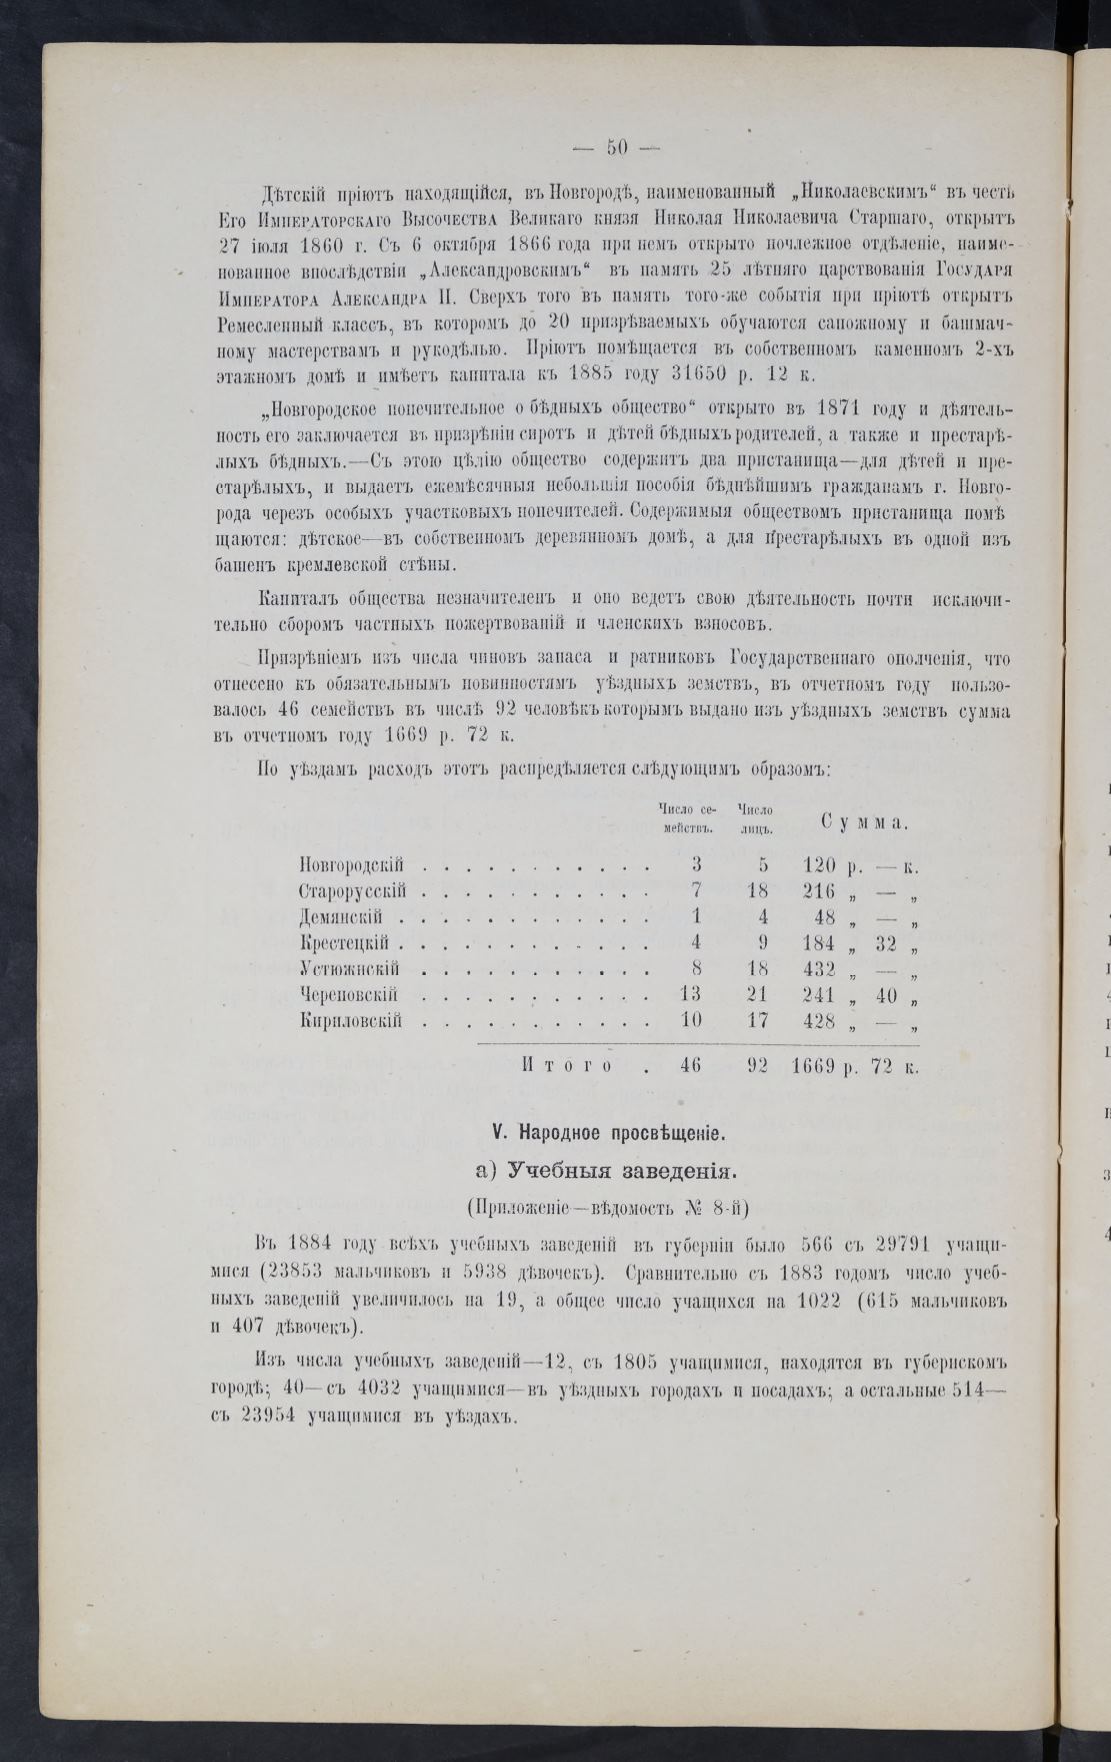 — 50 —
Дѣтскій пріютъ находящійся, въ Новгородѣ, наименованный „Николаевскимъ“ въ честь
Его Императорскаго Высочества Великаго князя Николая Николаевича Старшаго, открытъ
27 іюля 1860 г. Съ 6 октября 1866 года при немъ открыто ночлежное отдѣленіе, наиме-
нованное впослѣдствіи „Александровскимъ“ въ память 25 лѣтняго царствованія Государя
Императора Александра II. Сверхъ того въ память того-же событія при пріютѣ открытъ
Ремесленный классъ, въ которомъ до 20 призрѣваемыхъ обучаются сапожному и башмач-
ному мастерствамъ и рукодѣлью. Пріютъ помѣщается въ собственномъ каменномъ 2-хъ
этажномъ домѣ и имѣетъ капитала къ 1885 году 31650 р. 12 к.
„Новгородское попечительное о бѣдныхъ общество“ открыто въ 1871 году и дѣятель-
ность его заключается въ призрѣніи сиротъ и дѣтей бѣдныхъ родителей, а также и престарѣ-
лыхъ бѣдныхъ.—Съ этою цѣлію общество содержитъ два пристанища—для дѣтей и пре-
старѣлыхъ, и выдаетъ ежемѣсячныя небольшія пособія бѣднѣйшимъ гражданамъ г. Новго-
рода черезъ особыхъ участковыхъ попечителей. Содержимыя обществомъ пристанища помѣ
щаются: дѣтское—въ собственномъ деревянномъ домѣ, а для престарѣлыхъ въ одной изъ
башенъ кремлевской стѣны.
Капиталъ общества незначителенъ и оно ведетъ свою дѣятельность почти исключи-
тельно сборомъ частныхъ пожертвованій и членскихъ взносовъ.
Призрѣніемъ изъ числа чиновъ запаса и ратниковъ Государственнаго ополченія, что
отнесено къ обязательнымъ повинностямъ уѣздныхъ земствъ, въ отчетномъ году пользо-
валось 46 семействъ въ числѣ 92 человѣкъ которымъ выдано изъ уѣздныхъ земствъ сумма
въ отчетномъ году 1669 р. 72 к.
По уѣздамъ расходъ этотъ распредѣляется слѣдующимъ образомъ:
Число се- Число Сумма.
мействъ. лицъ.
Новгородскій . . . . . . . . . . . 3 5 120 р. — к.
Старорусскій . . . . . . . . . . . 7 18 216 „ — „
Демянскій . . . . . . . . . . . . 1 4 48 „ — „
Крестецкій . . . . . . . . . . . . 4 9 184 „ 32 „
Устюжнскій . . . . . . . . . . . 8 18 432 „ — „
Череповскій . . . . . . . . . . . 13 21 241 „ 40 „
Кириловскій . . . . . . . . . . . 10 17 428 „ — „
Итого . 46 92 1669 р. 72 к.
V. Народное просвѣщеніе.
а) Учебныя заведенія.
(Приложеніе—вѣдомость № 8-й)
Въ 1884 году всѣхъ учебныхъ заведеній въ губерніи было 566 съ 29791 учащи-
мися (23853 мальчиковъ и 5938 дѣвочекъ). Сравнительно съ 1883 годомъ число учеб-
ныхъ заведеній увеличилось на 19, а общее число учащихся на 1022 (615 мальчиковъ
и 407 дѣвочекъ).
Изъ числа учебныхъ заведеній—12, съ 1805 учащимися, находятся въ губернскомъ
городѣ; 40—съ 4032 учащимися—въ уѣздныхъ городахъ и посадахъ; а остальные 514—
съ 23954 учащимися въ уѣздахъ.